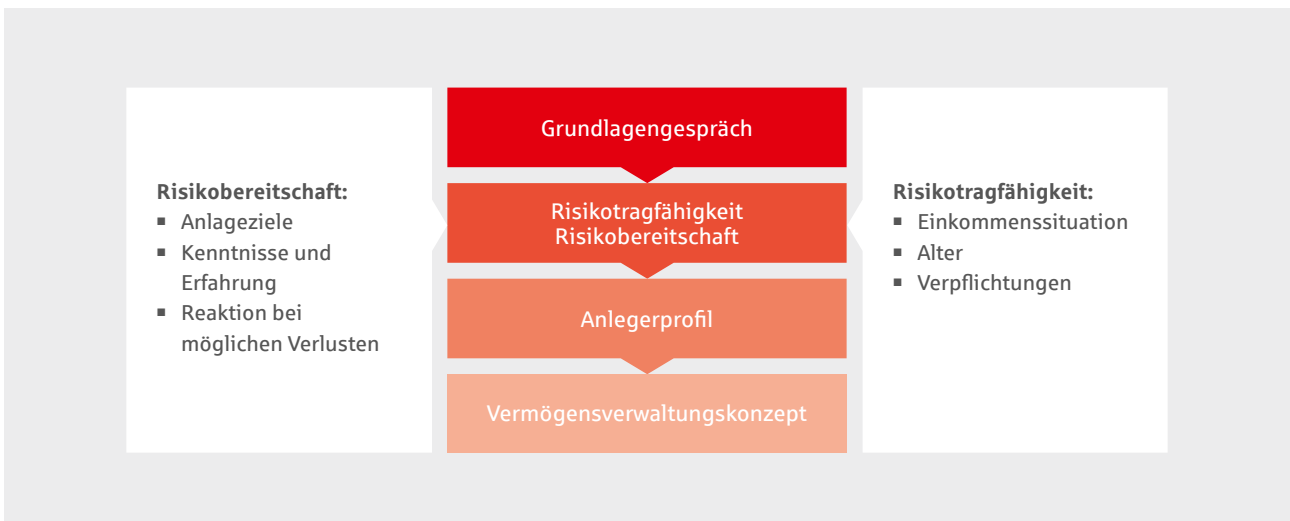 Risikobereitschaft:
▪ Anlageziele
▪ Kenntnisse und
Erfahrung
▪ Reaktion bei
möglichen Verlusten
Grundlagengespräch
Risikotragfähigkeit
Risikobereitschaft
Anlegerprofil
Vermögensverwaltungskonzept
Risikotragfähigkeit:
▪ Einkommenssituation
▪ Alter
▪ Verpflichtungen